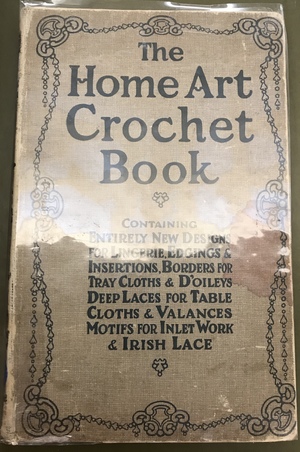 The
Home Art
Crochet
Book
CONTAINING
ENTIRELY NEW DESIGNS
FOR LINGERIE, EDGINGS &
INSERTIONS, BORDERS FOR
TRAY CLOTHS & D'OILEYS
DEEP LACES FOR TABLE
CLOTHS & VALANCES
MOTIFS FOR INLET WORK
& IRISH LACE